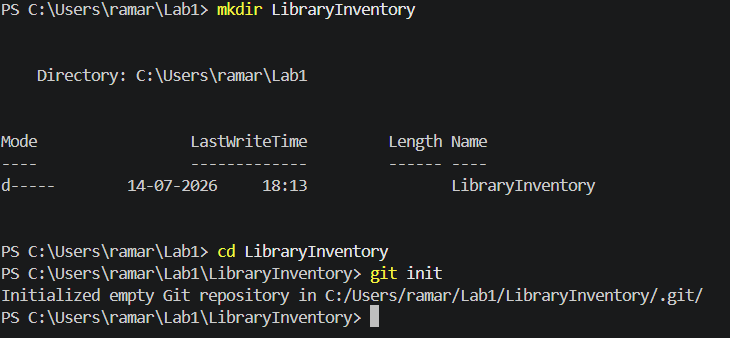 PS C:\Users\ramar\Lab1> mkdir LibraryInventory
Directory: C:\Users\ramar\Lab1
Mode                 LastWriteTime         Length Name
----                 -------------         ------ ----
d-----        14-07-2026     18:13                LibraryInventory
PS C:\Users\ramar\Lab1> cd LibraryInventory
PS C:\Users\ramar\Lab1\LibraryInventory> git init
Initialized empty Git repository in C:/Users/ramar/Lab1/LibraryInventory/.git/
PS C:\Users\ramar\Lab1\LibraryInventory>